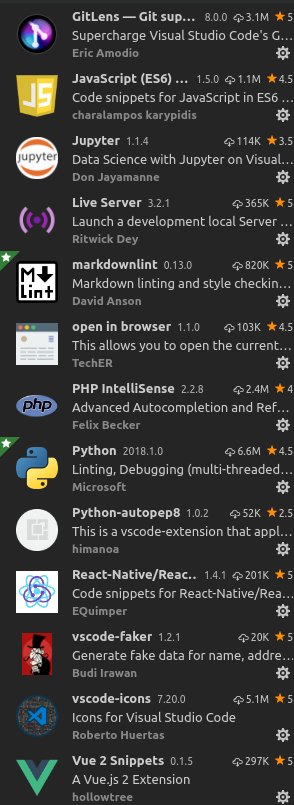 GitLens — Git sup... 8.0.0 3.1M 5
Supercharge Visual Studio Code's G...
Eric Amodio
JavaScript (ES6) ... 1.5.0 1.1M 4.5
JS
Code snippets for JavaScript in ES6 ...
charalampos karypidis
Jupyter 1.1.4 114K 3.5
jupyter
Data Science with Jupyter on Visual...
Don Jayamanne
Live Server 3.2.1 365K 5
Launch a development local Server ...
Ritwick Dey
markdownlint 0.13.0 820K 5
M
Lint
Markdown linting and style checkin...
David Anson
open in browser 1.1.0 103K 4.5
This allows you to open the current...
TechER
PHP IntelliSense 2.2.8 2.4M 4
php
Advanced Autocompletion and Ref...
Felix Becker
Python 2018.1.0 6.6M 4.5
Linting, Debugging (multi-threaded...
Microsoft
Python-autopep8 1.0.2 52K 2.5
This is a vscode-extension that appl...
himanoa
React-Native/Reac... 1.4.1 201K 5
Code snippets for React-Native/Rea...
EQuimper
vscode-faker 1.2.1 20K 5
Generate fake data for name, addre...
Budi Irawan
vscode-icons 7.20.0 5.1M 5
Icons for Visual Studio Code
Roberto Huertas
Vue 2 Snippets 0.1.5 297K 5
A Vue.js 2 Extension
hollowtree